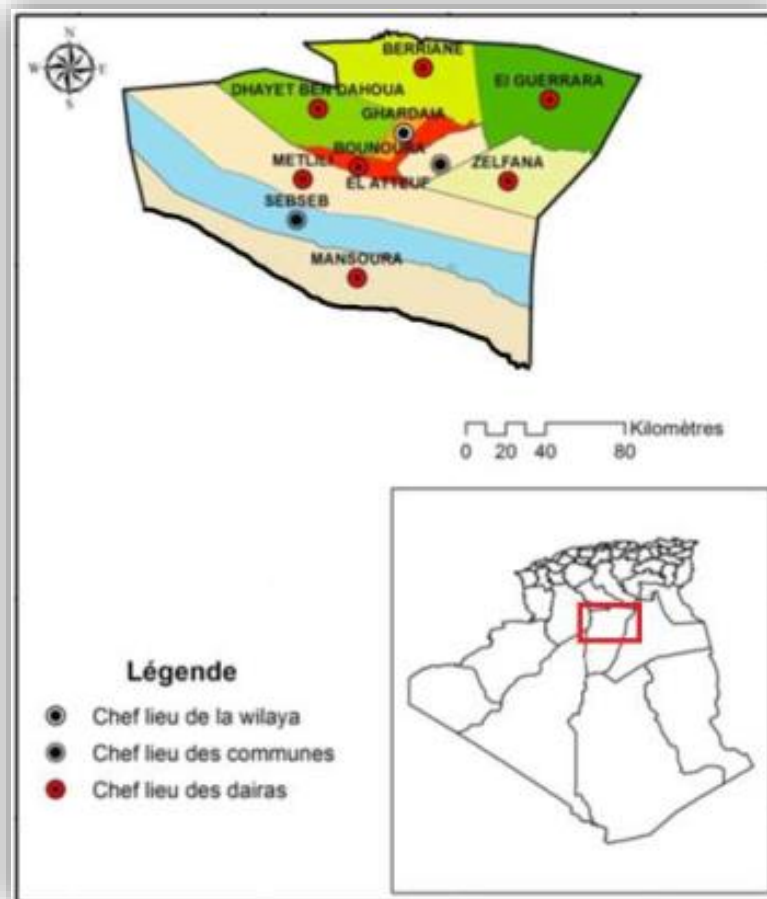 N
W E
S
BERRIANE
El GUERRARA
DHAYET BEN DAHOUA
GHARDAIA
BOUNOURA
METLILI
ZELFANA
EL ATTEUF
SEBSEB
MANSOURA
Kilomètres
0 20 40 80
Légende
Chef lieu de la wilaya
Chef lieu des communes
Chef lieu des dairas